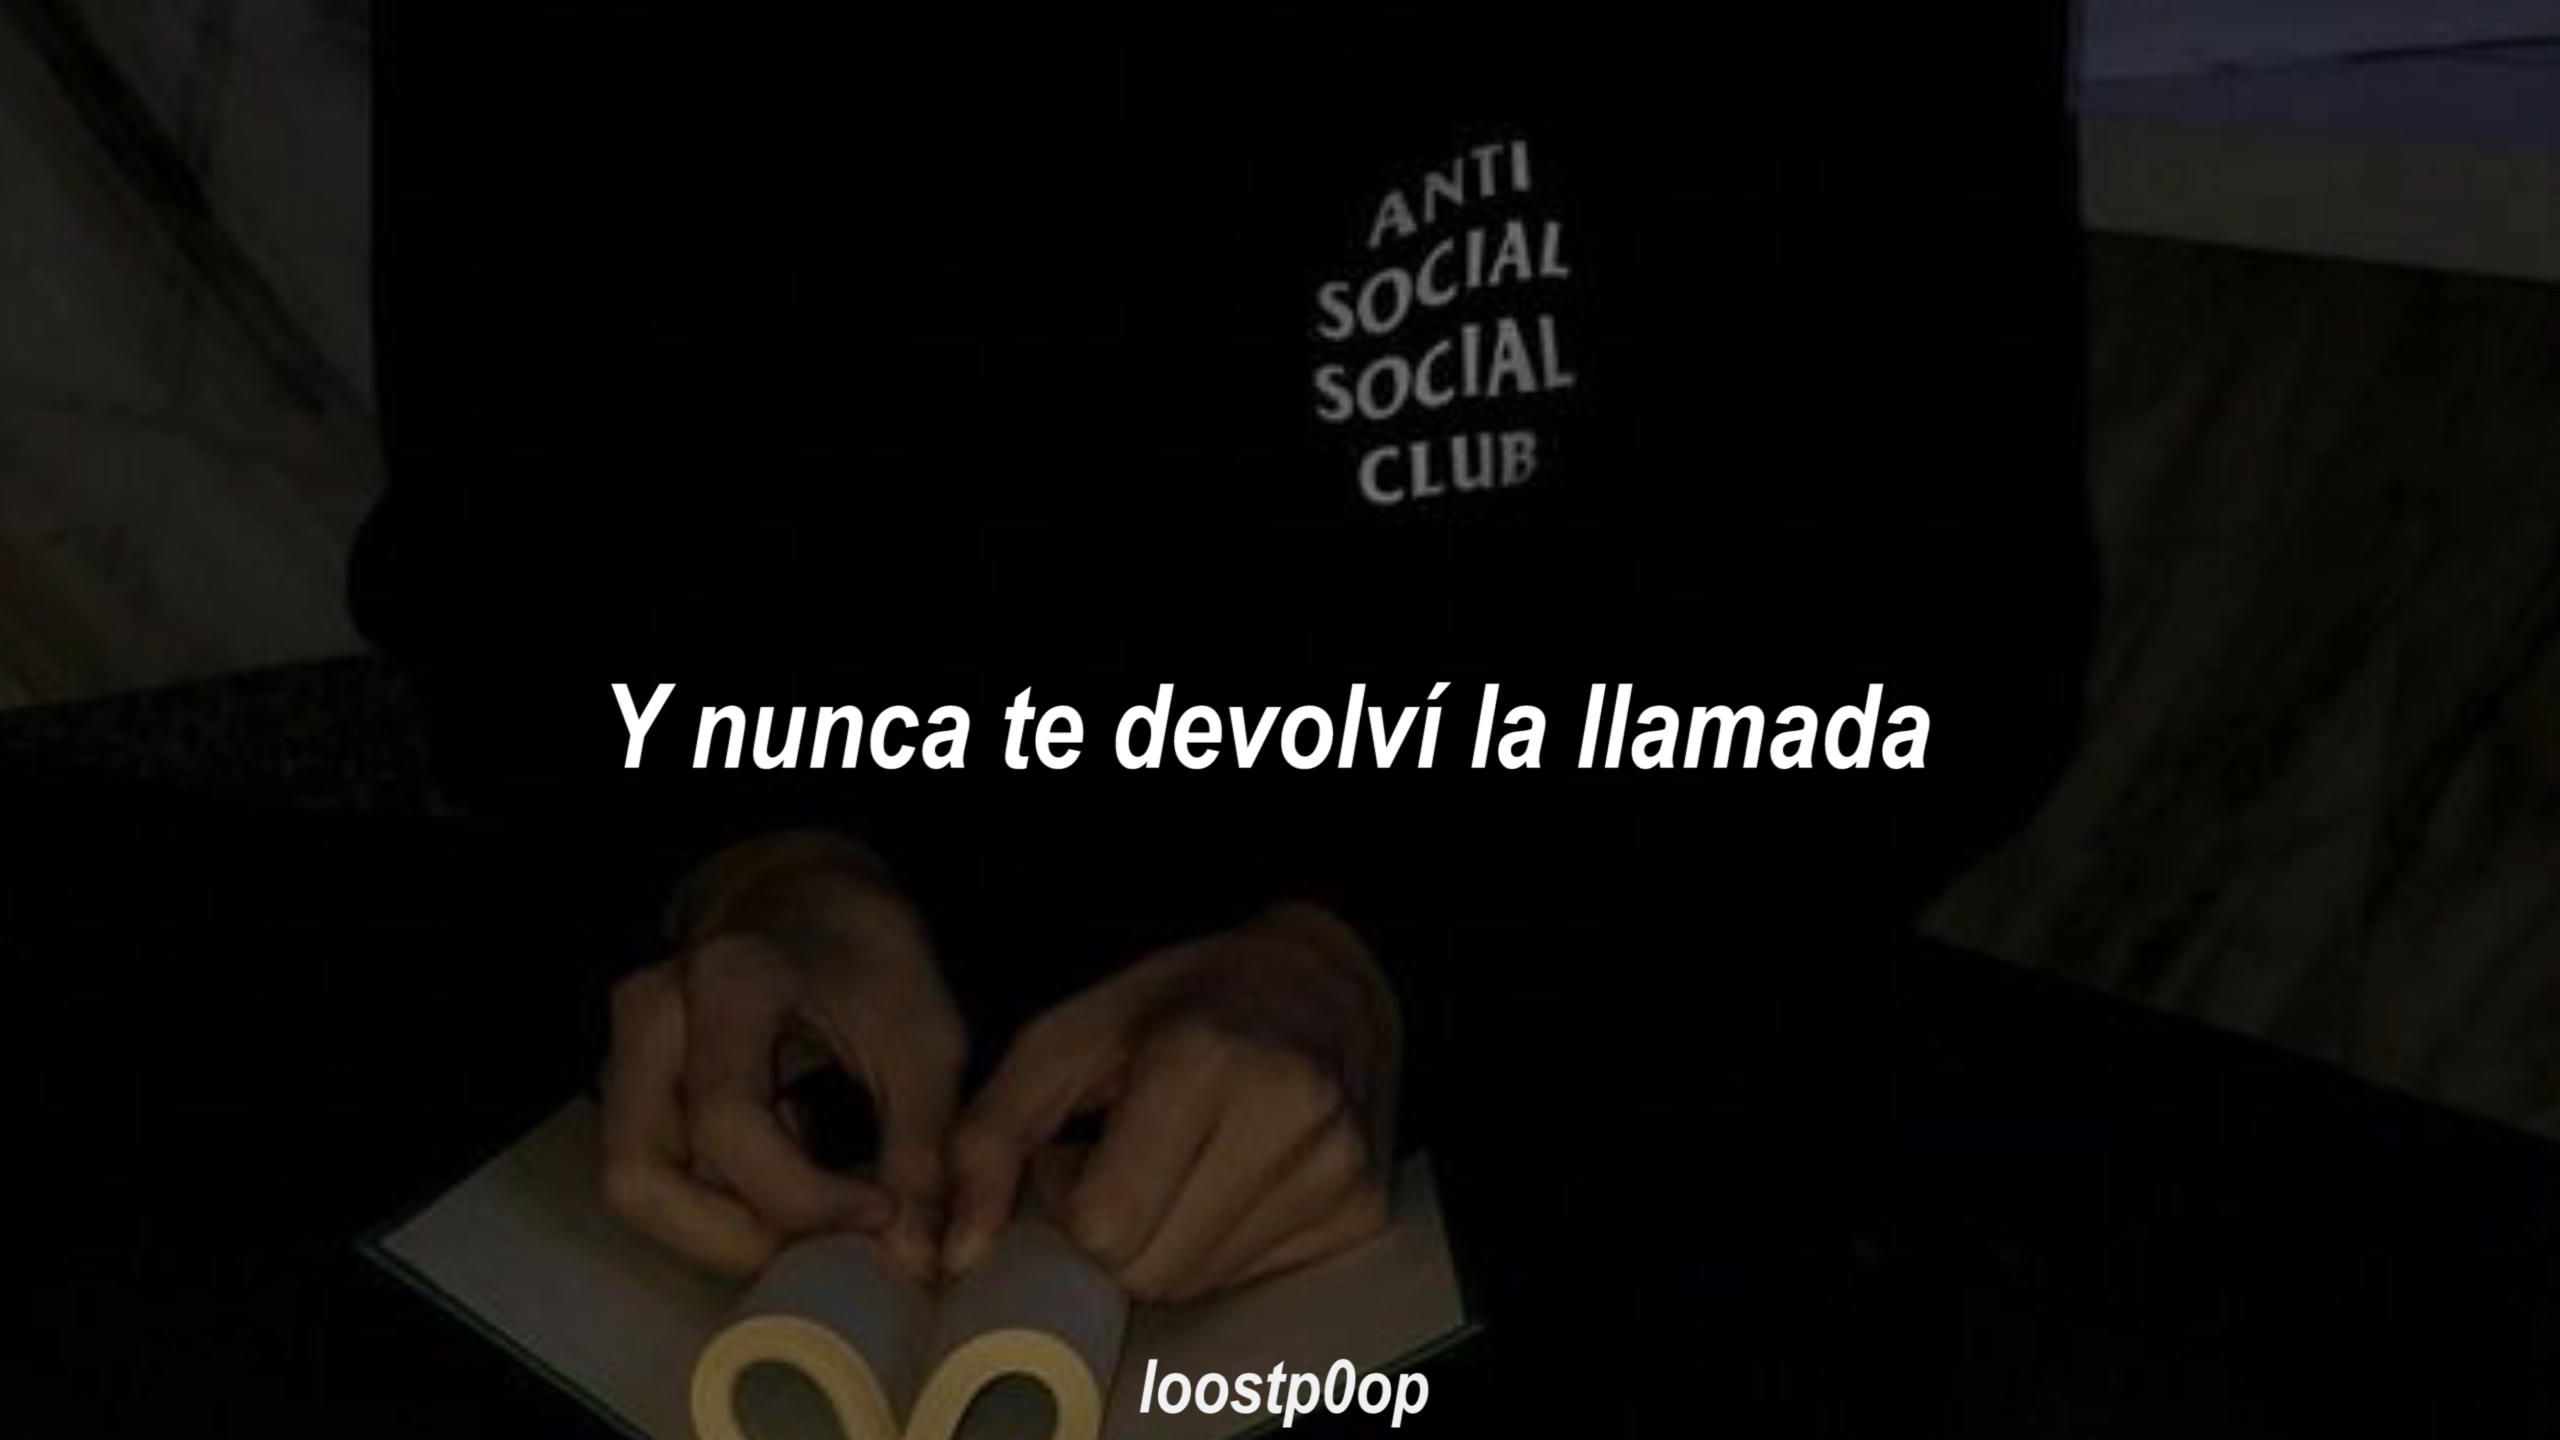 ANTI
SOCIAL
SOCIAL
CLUB
Y nunca te devolví la llamada
loostp0op